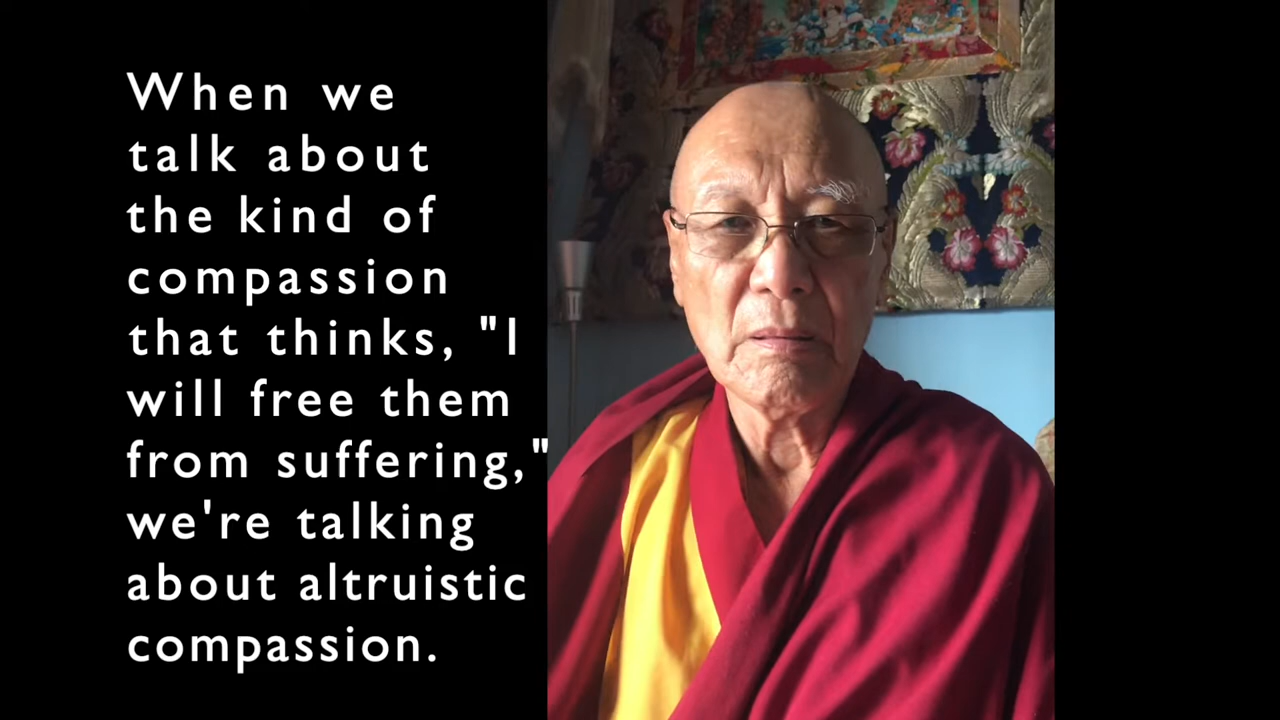 When we
talk about
the kind of
compassion
that thinks, "I
will free them
from suffering,"
we're talking
about altruistic
compassion.